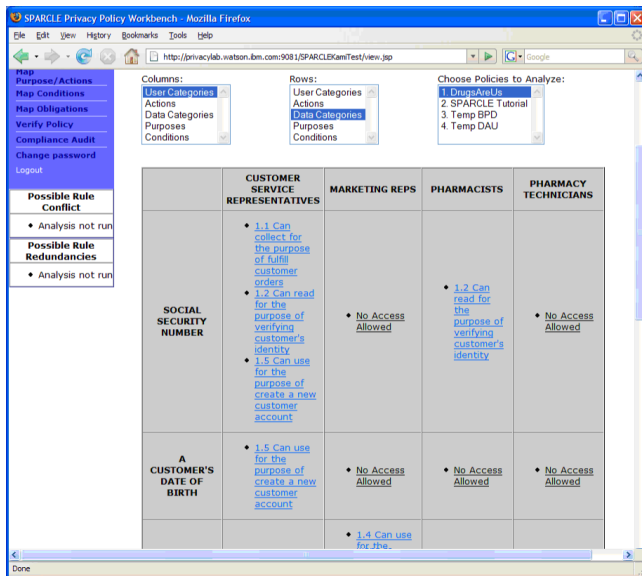 SPARCLE Privacy Policy Workbench - Mozilla Firefox
File Edit View History Bookmarks Tools Help
http://privacylab.watson.ibm.com:9081/SPARCLEKamiTest/view.jsp
G Google
Map
Purpose/Actions
Map Conditions
Map Obligations
Verify Policy
Compliance Audit
Change password
Logout
Possible Rule
Conflict
Analysis not run
Possible Rule
Redundancies
Analysis not run
Columns:
User Categories
Actions
Data Categories
Purposes
Conditions
Rows:
User Categories
Actions
Data Categories
Purposes
Conditions
Choose Policies to Analyze:
1. DrugsAreUs
2. SPARCLE Tutorial
3. Temp BPD
4. Temp DAU
CUSTOMER
SERVICE
REPRESENTATIVES
MARKETING REPS
PHARMACISTS
PHARMACY
TECHNICIANS
SOCIAL
SECURITY
NUMBER
1.1 Can
collect for
the purpose
of fulfill
customer
orders
1.2 Can read
for the
purpose of
verifying
customer's
identity
1.5 Can use
for the
purpose of
create a new
customer
account
No Access
Allowed
1.2 Can
read for
the
purpose of
verifying
customer's
identity
No Access
Allowed
A
CUSTOMER'S
DATE OF
BIRTH
1.5 Can use
for the
purpose of
create a new
customer
account
No Access
Allowed
No Access
Allowed
No Access
Allowed
1.4 Can use
for the
Done